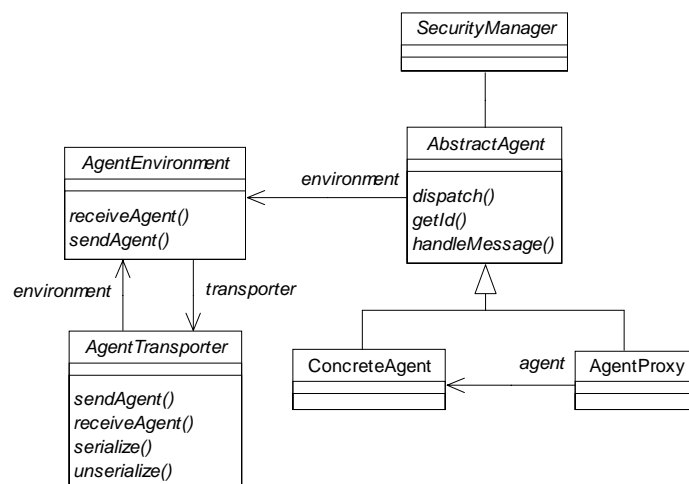 SecurityManager
AbstractAgent
dispatch()
getId()
handleMessage()
AgentEnvironment
receiveAgent()
sendAgent()
environment
environment
transporter
AgentTransporter
sendAgent()
receiveAgent()
serialize()
unserialize()
ConcreteAgent
agent
AgentProxy